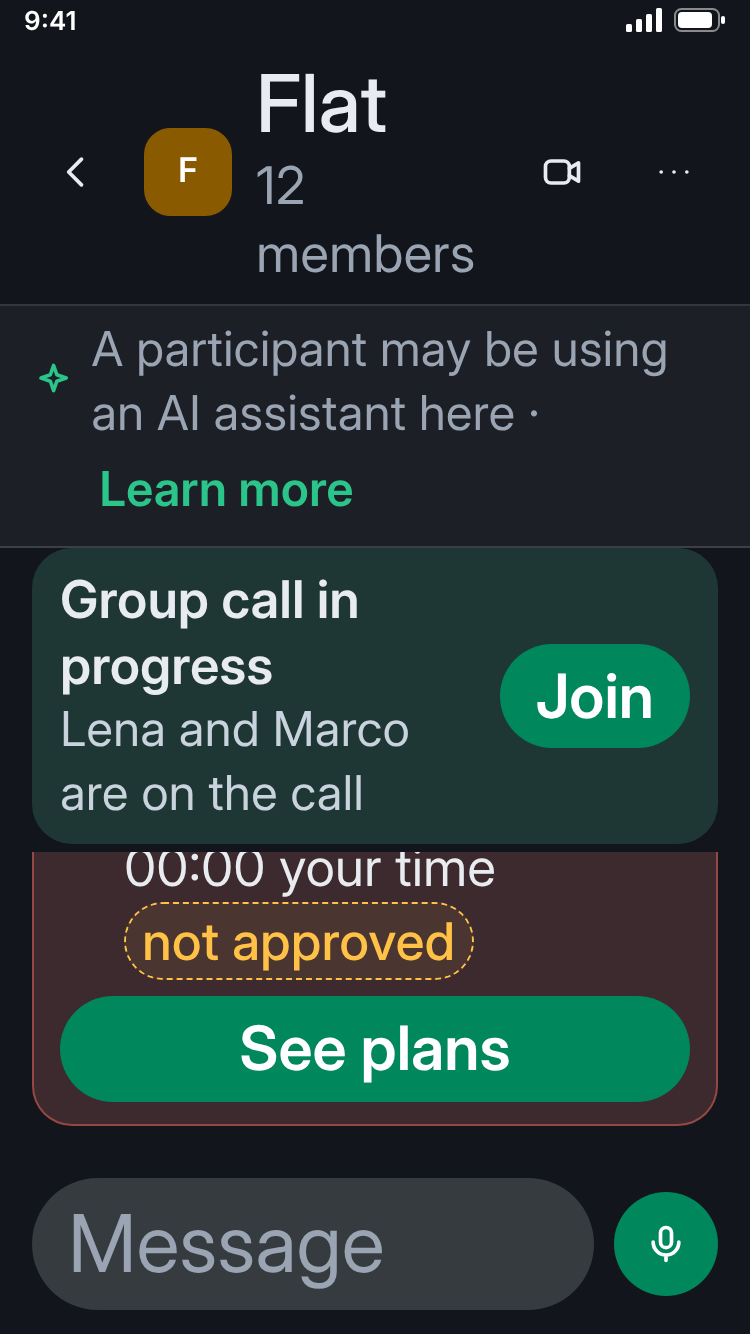 9:41
F
Flat
12
members
A participant may be using
an AI assistant here ·
Learn more
Group call in
progress
Lena and Marco
are on the call
Join
00:00 your time
not approved
See plans
Message